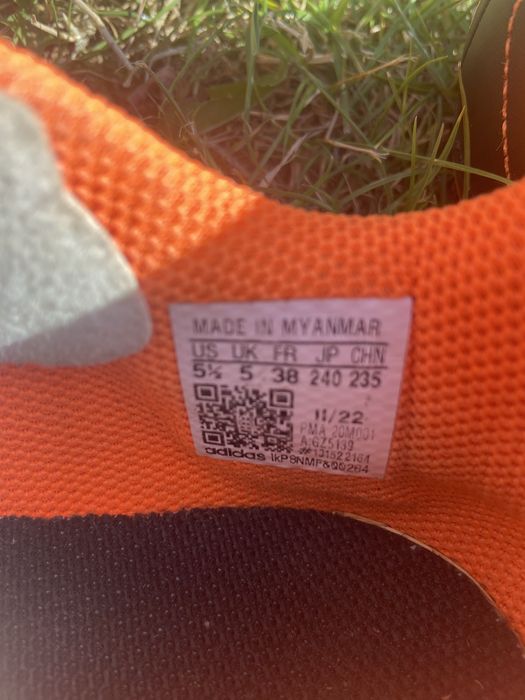 MADE IN MYANMAR
US UK FR JP CHN
5½ 5 38 240 235
11/22
PMA 20M001
#131622164
adidas